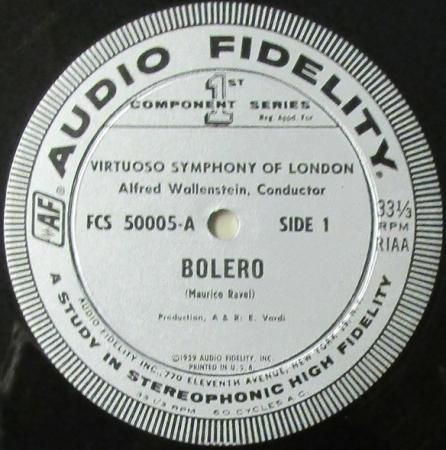 AUDIO FIDELITY®
1ST
COMPONENT SERIES
Reg. Appd. For
VIRTUOSO SYMPHONY OF LONDON
Alfred Wallenstein, Conductor
FCS 50005-A SIDE 1
33⅓
RPM
RIAA
AF®
BOLERO
(Maurice Ravel)
Production, A & R: E. Vardi
©1959 AUDIO FIDELITY, INC.
PRINTED IN U.S.A.
AUDIO FIDELITY INC., 770 ELEVENTH AVENUE, NEW YORK 19, N.Y.
A STUDY IN STEREOPHONIC HIGH FIDELITY
33 1/3 RPM 60 CYCLES A.C.